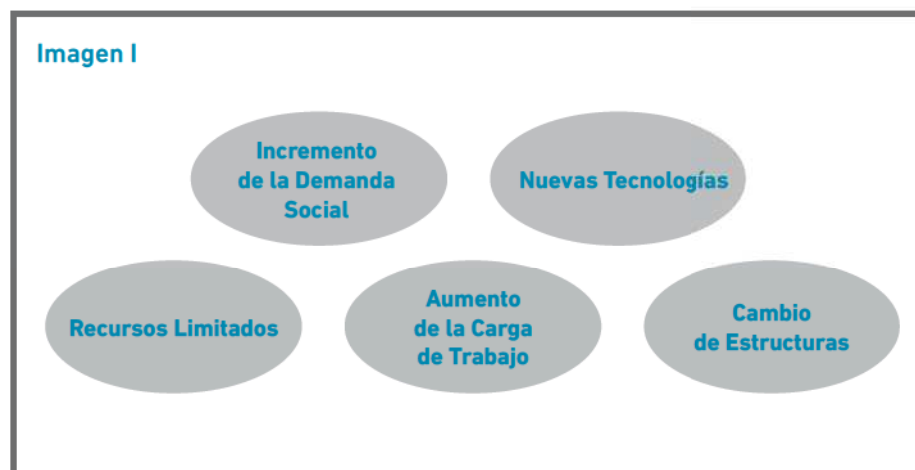 Imagen I
Incremento
de la Demanda
Social
Nuevas Tecnologías
Recursos Limitados
Aumento
de la Carga
de Trabajo
Cambio
de Estructuras